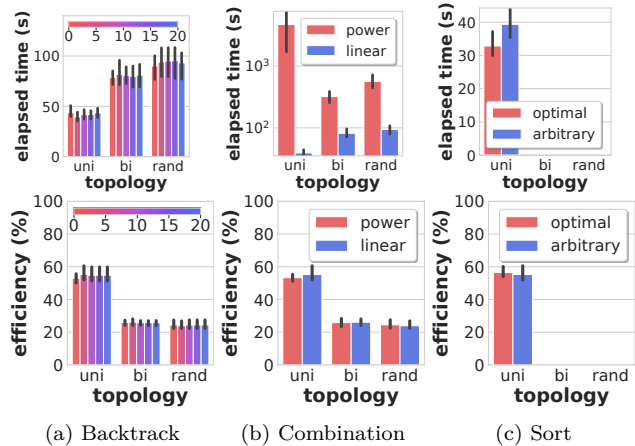 elapsed time (s)
0 5 10 15 20
100
50
0
uni bi rand
topology
elapsed time (s)
10³
10²
power
linear
uni bi rand
topology
elapsed time (s)
40
30
20
10
0
optimal
arbitrary
uni bi rand
topology
efficiency (%)
100
80
60
40
20
0
0 5 10 15 20
uni bi rand
topology
efficiency (%)
100
80
60
40
20
0
power
linear
uni bi rand
topology
efficiency (%)
100
80
60
40
20
0
optimal
arbitrary
uni bi rand
topology
(a) Backtrack (b) Combination (c) Sort